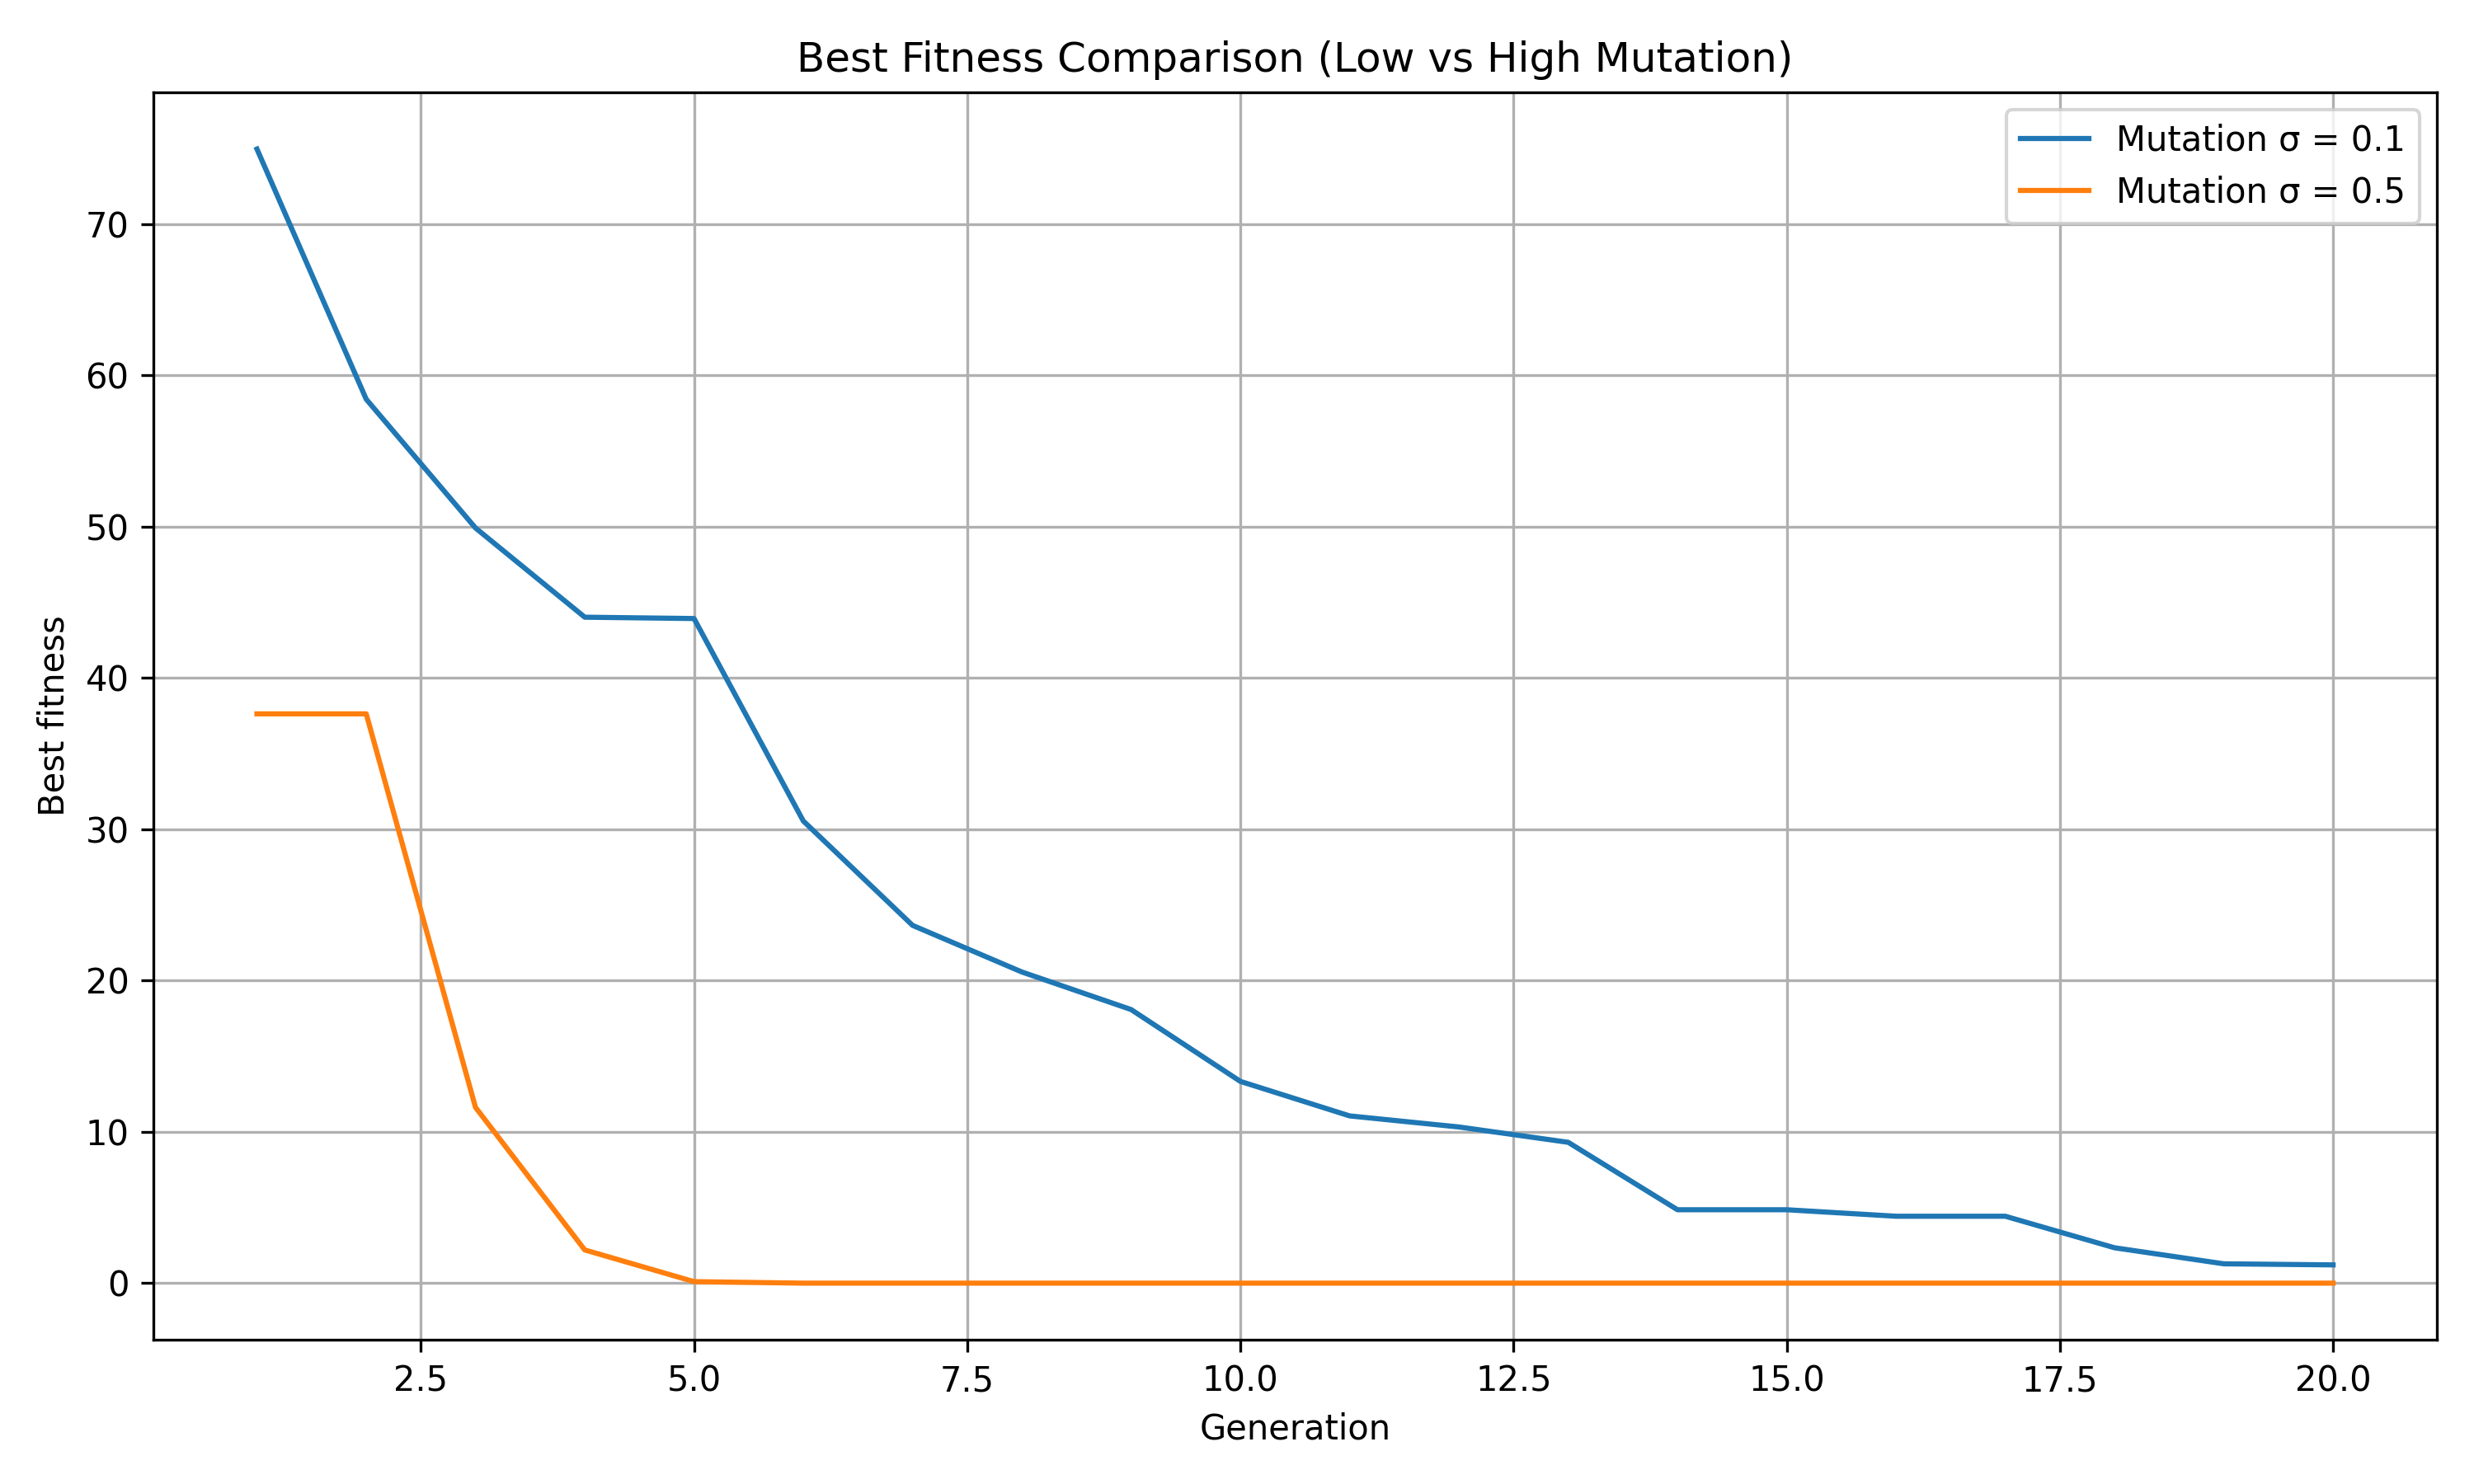 Best Fitness Comparison (Low vs High Mutation)
Mutation σ = 0.1
Mutation σ = 0.5
70
60
50
40
30
20
10
0
Best fitness
2.5 5.0 7.5 10.0 12.5 15.0 17.5 20.0
Generation